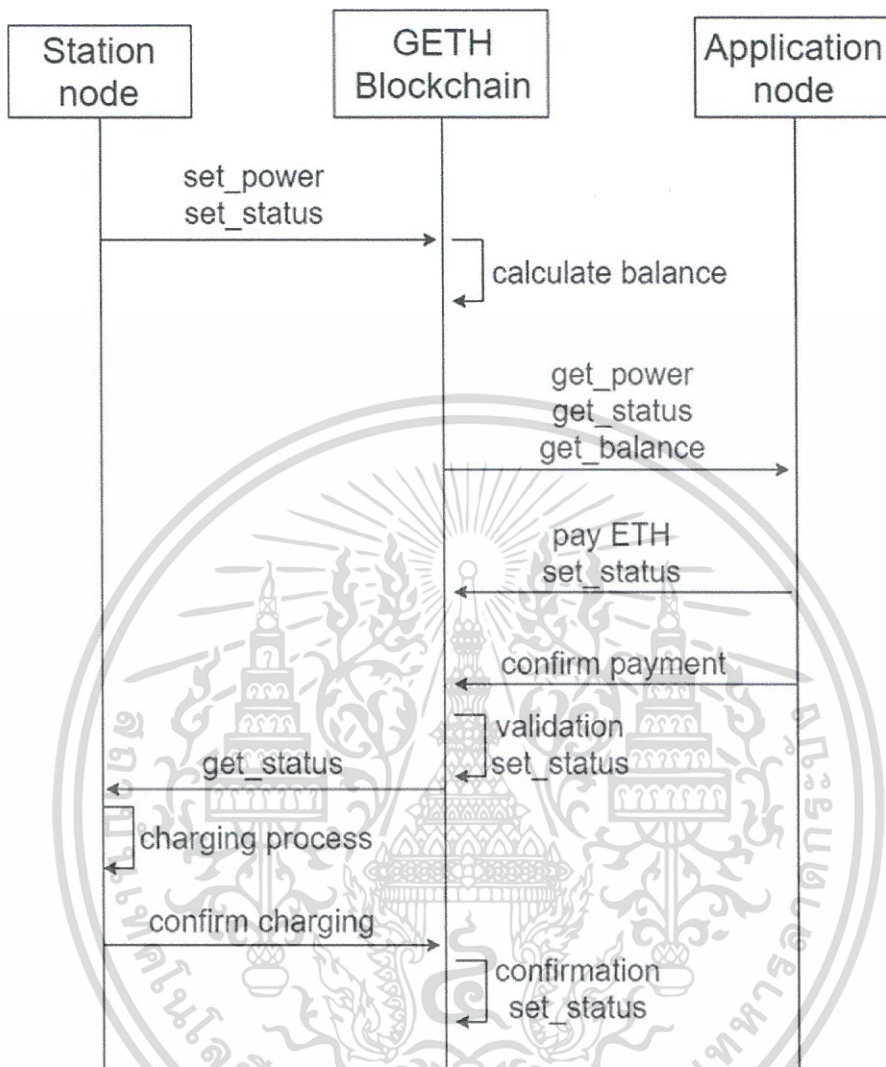 Station
node
GETH
Blockchain
Application
node
set_power
set_status
calculate balance
get_power
get_status
get_balance
pay ETH
set_status
confirm payment
validation
set_status
get_status
charging process
confirm charging
confirmation
set_status